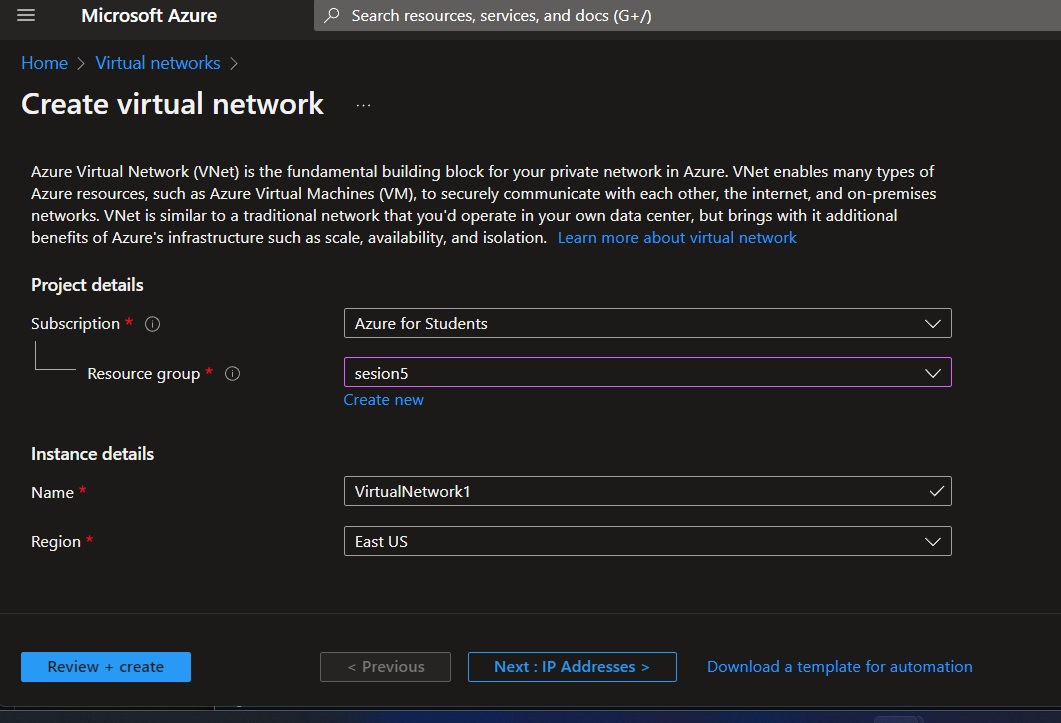 Microsoft Azure
Search resources, services, and docs (G+/)
Home > Virtual networks >
Create virtual network ...
Azure Virtual Network (VNet) is the fundamental building block for your private network in Azure. VNet enables many types of
Azure resources, such as Azure Virtual Machines (VM), to securely communicate with each other, the internet, and on-premises
networks. VNet is similar to a traditional network that you'd operate in your own data center, but brings with it additional
benefits of Azure's infrastructure such as scale, availability, and isolation. Learn more about virtual network
Project details
Subscription * Azure for Students
Resource group * sesion5
Create new
Instance details
Name * VirtualNetwork1
Region * East US
Review + create < Previous Next : IP Addresses > Download a template for automation